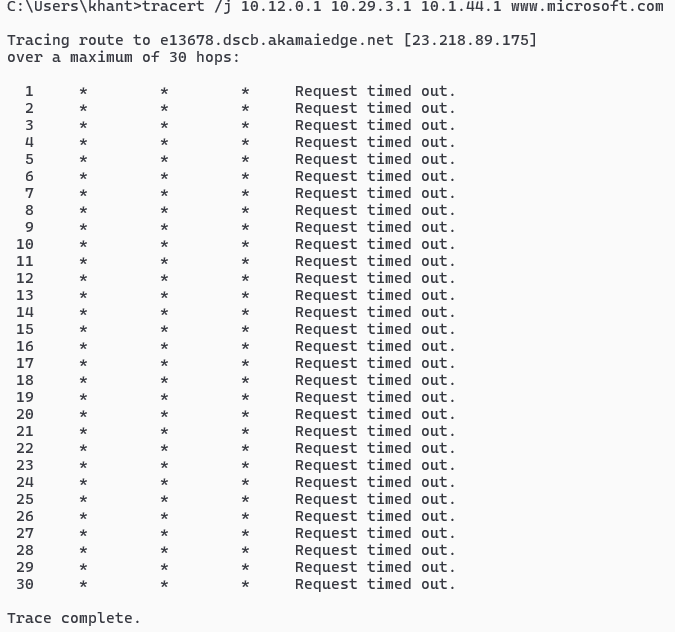 C:\Users\khant>tracert /j 10.12.0.1 10.29.3.1 10.1.44.1 www.microsoft.com
Tracing route to e13678.dscb.akamaiedge.net [23.218.89.175]
over a maximum of 30 hops:
1 * * * Request timed out.
2 * * * Request timed out.
3 * * * Request timed out.
4 * * * Request timed out.
5 * * * Request timed out.
6 * * * Request timed out.
7 * * * Request timed out.
8 * * * Request timed out.
9 * * * Request timed out.
10 * * * Request timed out.
11 * * * Request timed out.
12 * * * Request timed out.
13 * * * Request timed out.
14 * * * Request timed out.
15 * * * Request timed out.
16 * * * Request timed out.
17 * * * Request timed out.
18 * * * Request timed out.
19 * * * Request timed out.
20 * * * Request timed out.
21 * * * Request timed out.
22 * * * Request timed out.
23 * * * Request timed out.
24 * * * Request timed out.
25 * * * Request timed out.
26 * * * Request timed out.
27 * * * Request timed out.
28 * * * Request timed out.
29 * * * Request timed out.
30 * * * Request timed out.
Trace complete.